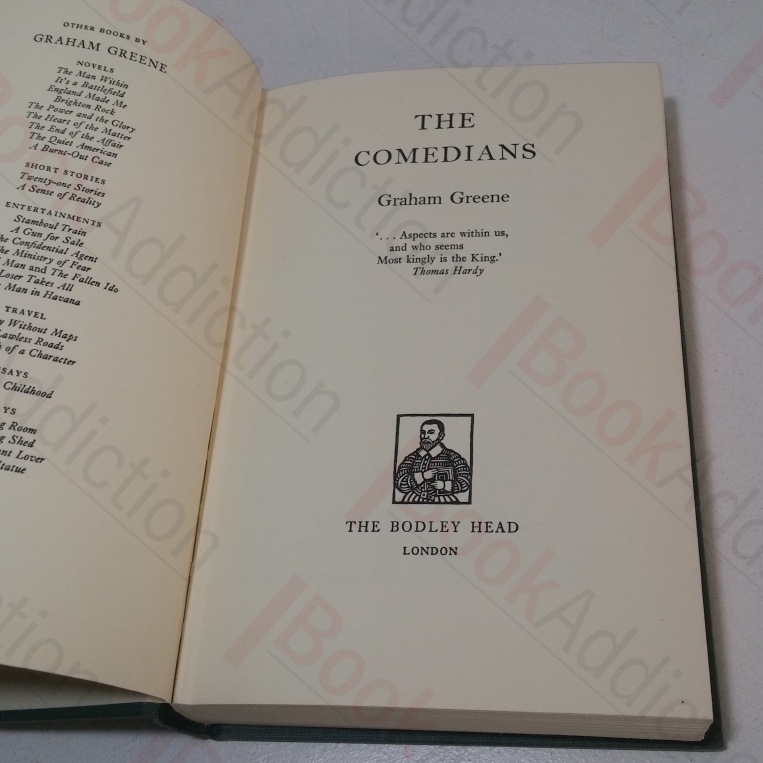 OTHER BOOKS BY
GRAHAM GREENE
NOVELS
The Man Within
It's a Battlefield
England Made Me
Brighton Rock
The Power and the Glory
The Heart of the Matter
The End of the Affair
The Quiet American
A Burnt-Out Case
SHORT STORIES
Twenty-one Stories
A Sense of Reality
ENTERTAINMENTS
Stamboul Train
A Gun for Sale
Confidential Agent
Ministry of Fear
Man and The Fallen Ido
Loser Takes All
Man in Havana
TRAVEL
Without Maps
Lawless Roads
of a Character
Childhood
Room
Shed
Lover
THE
COMEDIANS
Graham Greene
'. . . Aspects are within us,
and who seems
Most kingly is the King.'
Thomas Hardy
THE BODLEY HEAD
LONDON
BookAddiction
BookAddiction
BookAddiction